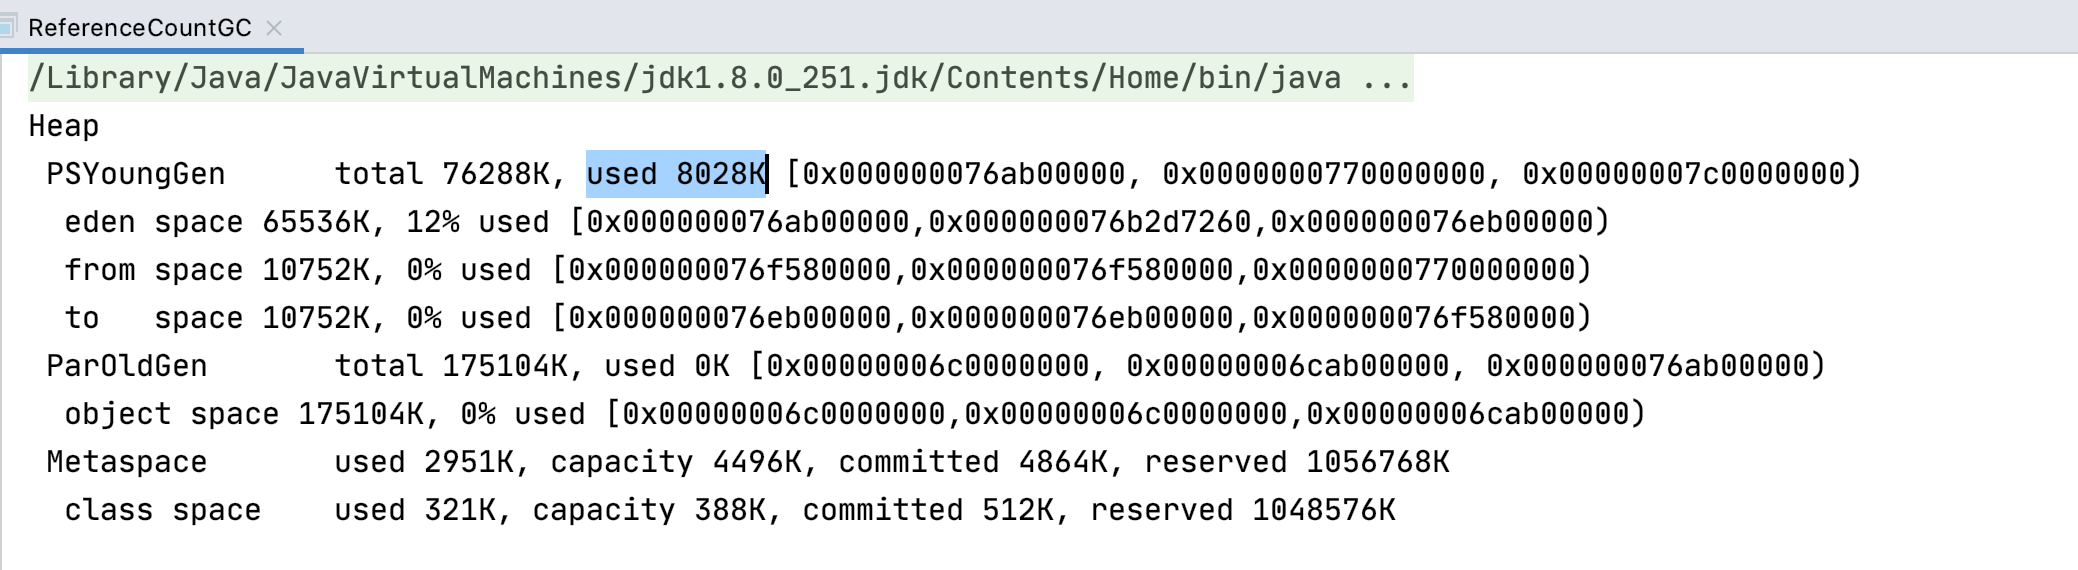 ReferenceCountGC
/Library/Java/JavaVirtualMachines/jdk1.8.0_251.jdk/Contents/Home/bin/java ...
Heap
 PSYoungGen      total 76288K, used 8028K [0x000000076ab00000, 0x0000000770000000, 0x00000007c0000000)
  eden space 65536K, 12% used [0x000000076ab00000,0x000000076b2d7260,0x000000076eb00000)
  from space 10752K, 0% used [0x000000076f580000,0x000000076f580000,0x0000000770000000)
  to   space 10752K, 0% used [0x000000076eb00000,0x000000076eb00000,0x000000076f580000)
 ParOldGen       total 175104K, used 0K [0x00000006c0000000, 0x00000006cab00000, 0x000000076ab00000)
  object space 175104K, 0% used [0x00000006c0000000,0x00000006c0000000,0x00000006cab00000)
 Metaspace       used 2951K, capacity 4496K, committed 4864K, reserved 1056768K
  class space    used 321K, capacity 388K, committed 512K, reserved 1048576K